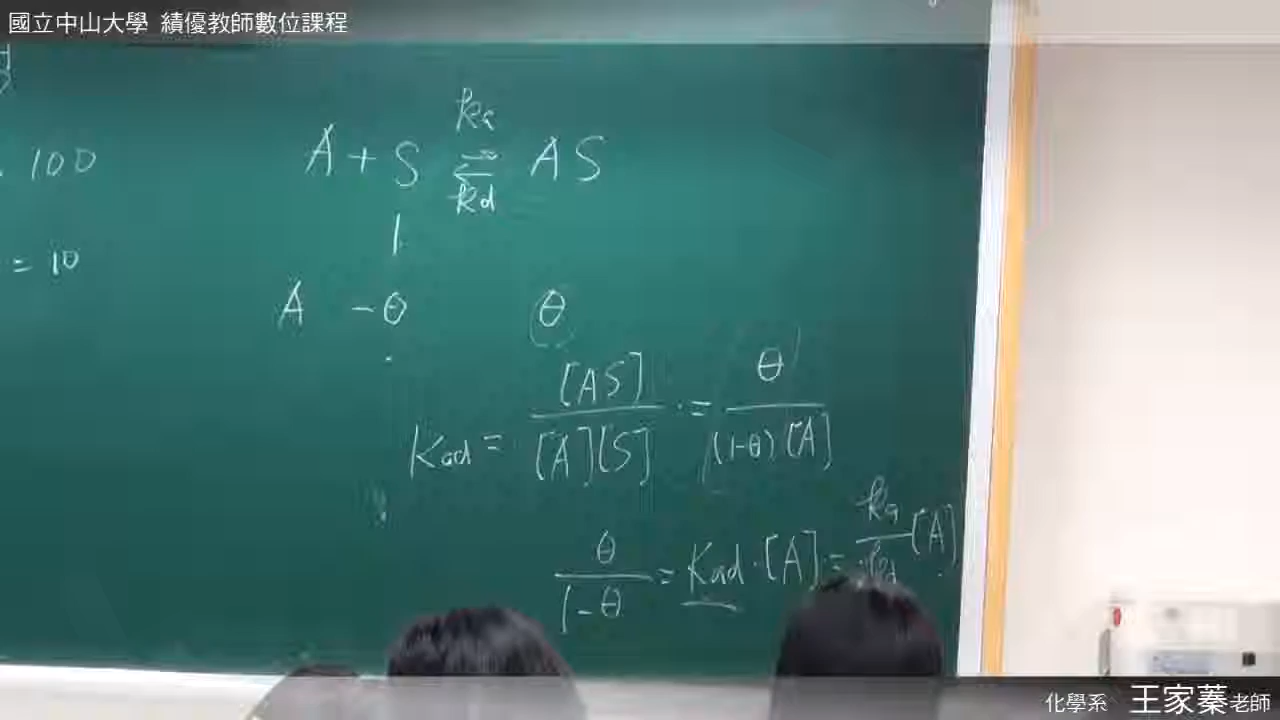 國立中山大學 績優教師數位課程
100
= 10
ka
A + S ⇌ AS
kd
1
A -θ θ
Kad = [AS] / [A][S] = θ / (1-θ)[A]
θ / 1-θ = Kad · [A] = ka / kd [A]
化學系 王家蓁老師